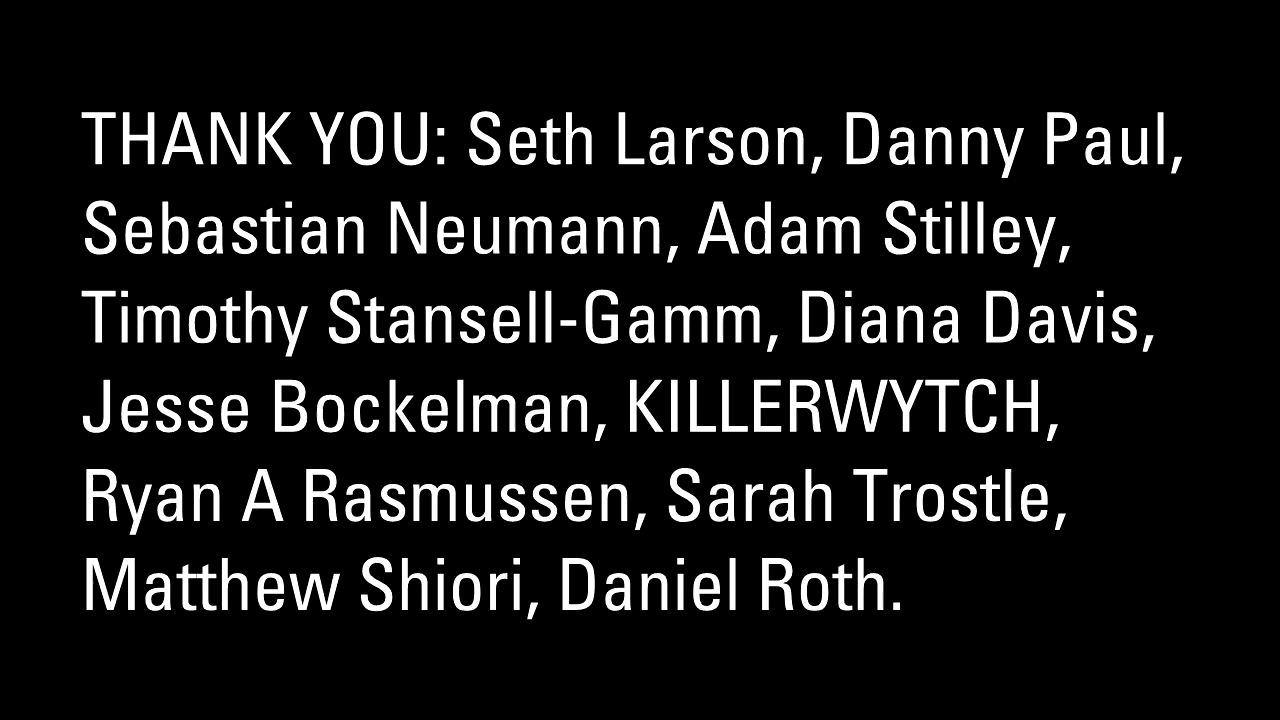 THANK YOU: Seth Larson, Danny Paul,
Sebastian Neumann, Adam Stilley,
Timothy Stansell-Gamm, Diana Davis,
Jesse Bockelman, KILLERWYTCH,
Ryan A Rasmussen, Sarah Trostle,
Matthew Shiori, Daniel Roth.